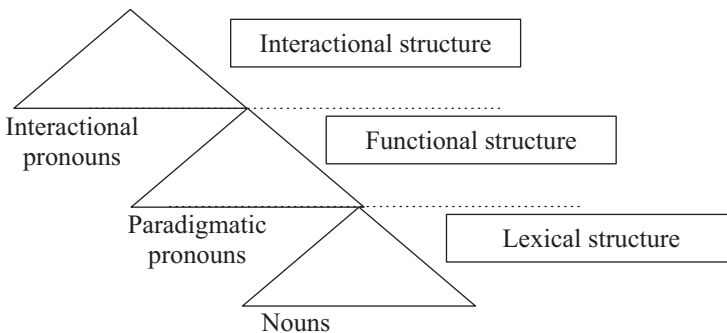 Interactional structure
Interactional
pronouns
Functional structure
Paradigmatic
pronouns
Lexical structure
Nouns